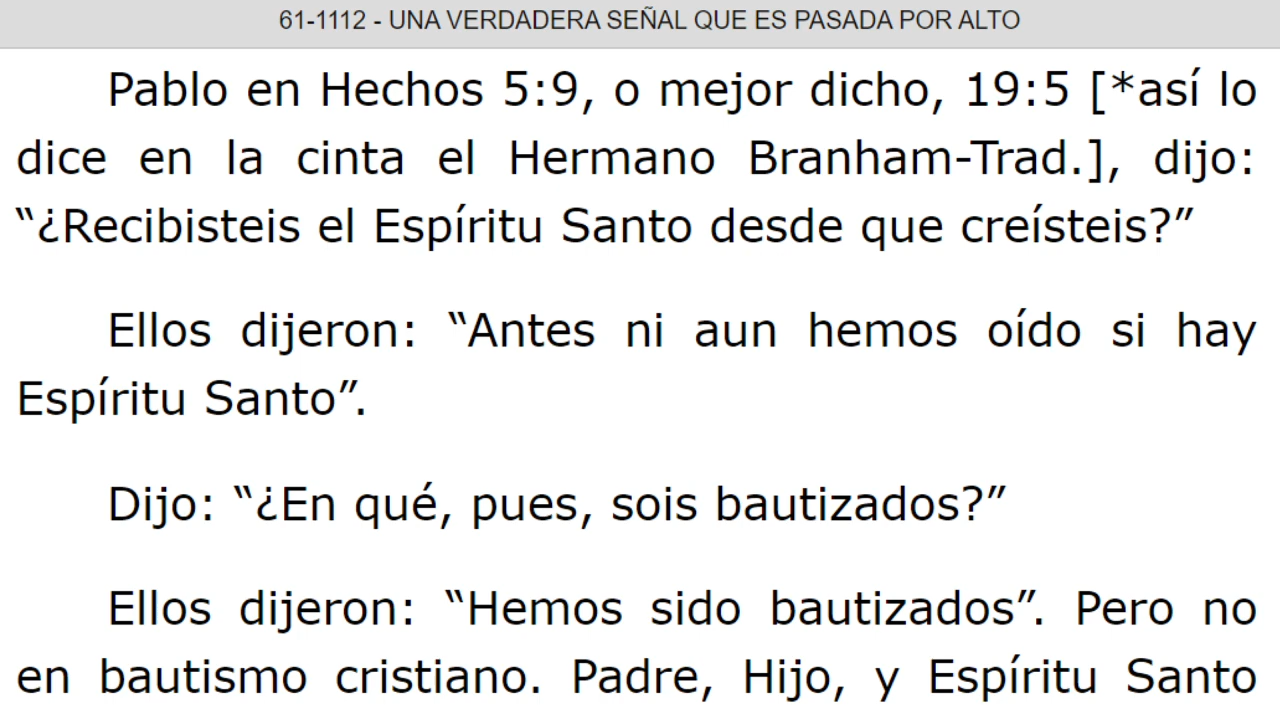 61-1112 - UNA VERDADERA SEÑAL QUE ES PASADA POR ALTO
Pablo en Hechos 5:9, o mejor dicho, 19:5 [*así lo
dice en la cinta el Hermano Branham-Trad.], dijo:
“¿Recibisteis el Espíritu Santo desde que creísteis?”
Ellos dijeron: “Antes ni aun hemos oído si hay
Espíritu Santo”.
Dijo: “¿En qué, pues, sois bautizados?”
Ellos dijeron: “Hemos sido bautizados”. Pero no
en bautismo cristiano. Padre, Hijo, y Espíritu Santo